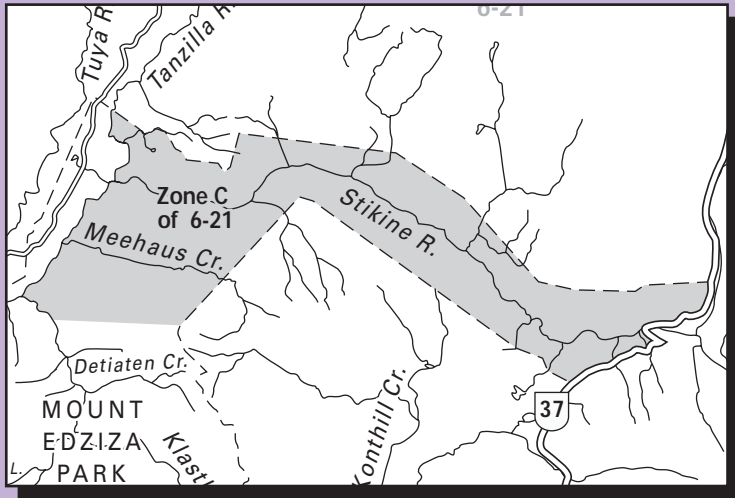 6-21
Tuya R
Tanzilla R.
Zone C
of 6-21
Stikine R.
Meehaus Cr.
Detiaten Cr.
MOUNT
EDZIZA
PARK
L.
Klast
Konthill Cr.
37